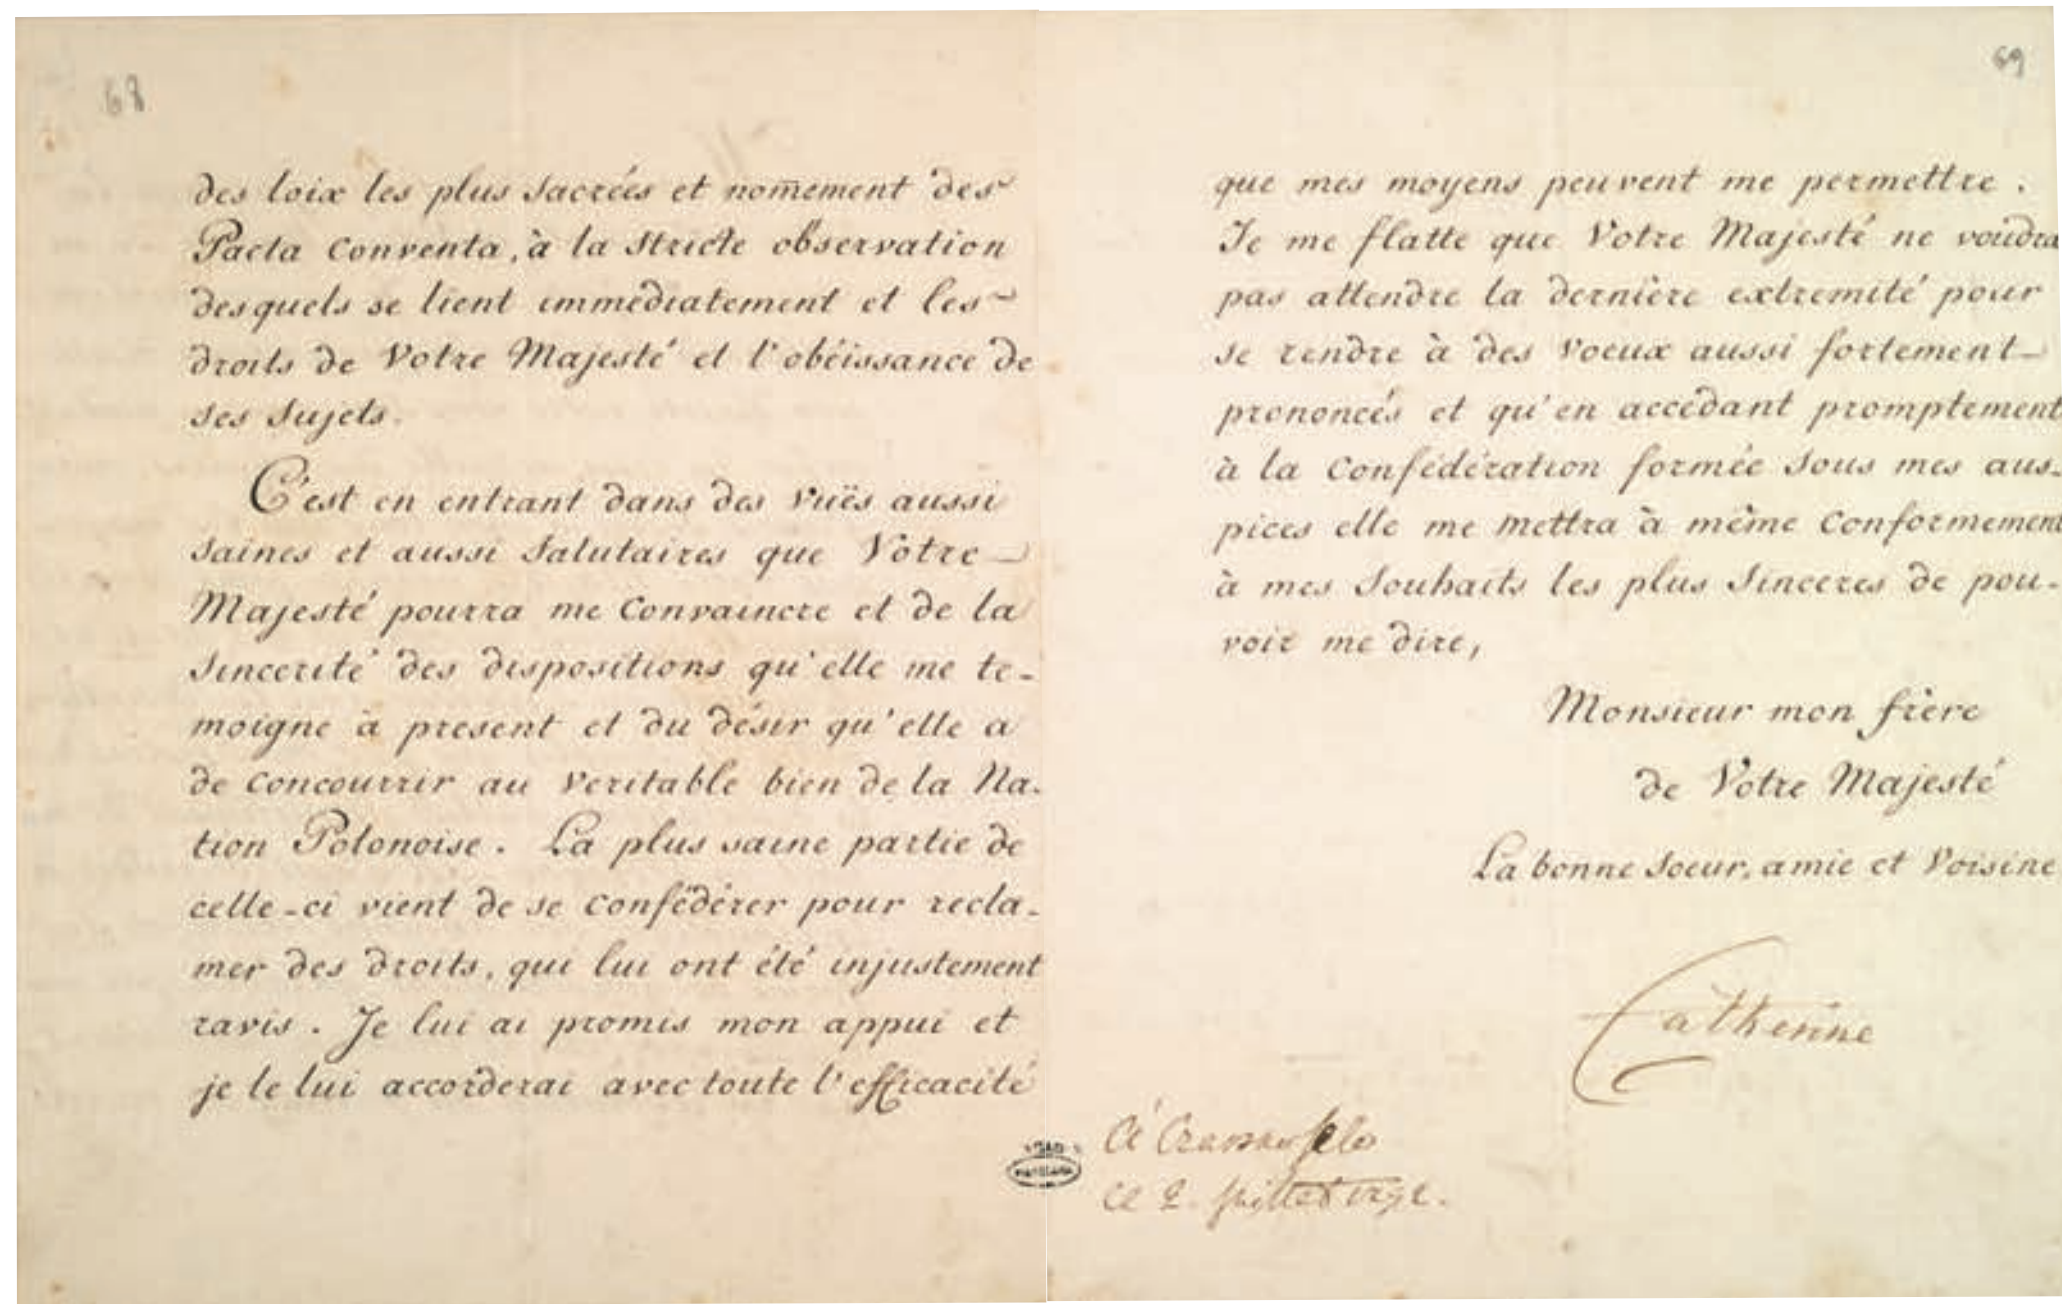 68
des loix les plus sacrées et nom̄ement des
Pacta Conventa, à la stricte observation
desquels se lient immédiatement et les
droits de Votre Majesté et l'obéissance de
ses sujets.
C'est en entrant dans des vuës aussi
saines et aussi salutaires que Votre
Majesté pourra me Convaincre et de la
sincerité des dispositions qu'elle me te-
moigne à present et du désir qu'elle a
de Concourrir au veritable bien de la Na-
tion Polonoise. La plus saine partie de
celle-ci vient de se Confédérer pour recla-
mer des droits, qui lui ont été injustement
ravis. Je lui ai promis mon appui et
je le lui accorderai avec toute l'efficacité
69
que mes moyens peuvent me permettre.
Je me flatte que Votre Majesté ne voudra
pas attendre la dernière extremité pour
se rendre à des voeux aussi fortement
prononcés et qu'en accédant promptement
à la Confédération formée sous mes aus-
pices elle me mettra à même Conformement
à mes souhaits les plus sinceres de pou-
voir me dire,
Monsieur mon frère
de Votre Majesté
La bonne soeur, amie et Voisine
Catherine
ce 2.